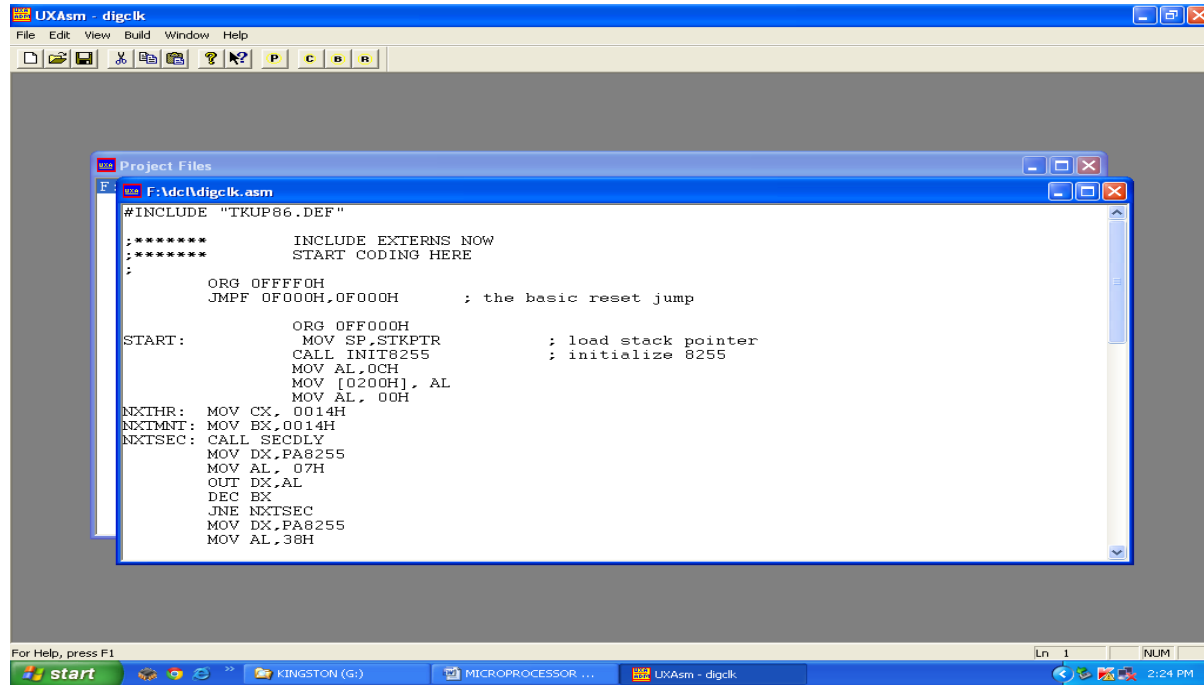 UXAsm - digclk
File Edit View Build Window Help
P C B R
Project Files
F:\dcl\digclk.asm
#INCLUDE "TKUP86.DEF"
;******* INCLUDE EXTERNS NOW
;******* START CODING HERE
;
ORG 0FFFF0H
JMPF 0F000H,0F000H ; the basic reset jump
ORG 0FF000H
START: MOV SP,STKPTR ; load stack pointer
CALL INIT8255 ; initialize 8255
MOV AL,0CH
MOV [0200H], AL
MOV AL, 00H
NXTHR: MOV CX, 0014H
NXTMNT: MOV BX,0014H
NXTSEC: CALL SECDLY
MOV DX,PA8255
MOV AL, 07H
OUT DX,AL
DEC BX
JNE NXTSEC
MOV DX,PA8255
MOV AL,38H
For Help, press F1
Ln 1 NUM
start KINGSTON (G:) MICROPROCESSOR ... UXAsm - digclk 2:24 PM